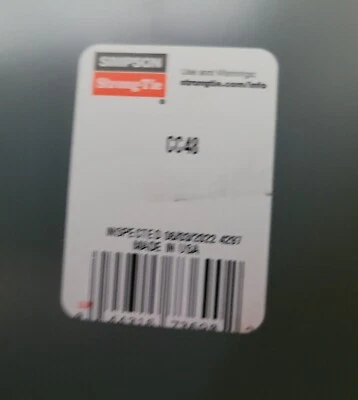 SIMPSON
Strong-Tie
®
Use and Warnings:
strongtie.com/info
CC48
INSPECTED 06/03/2022 4297
MADE IN USA